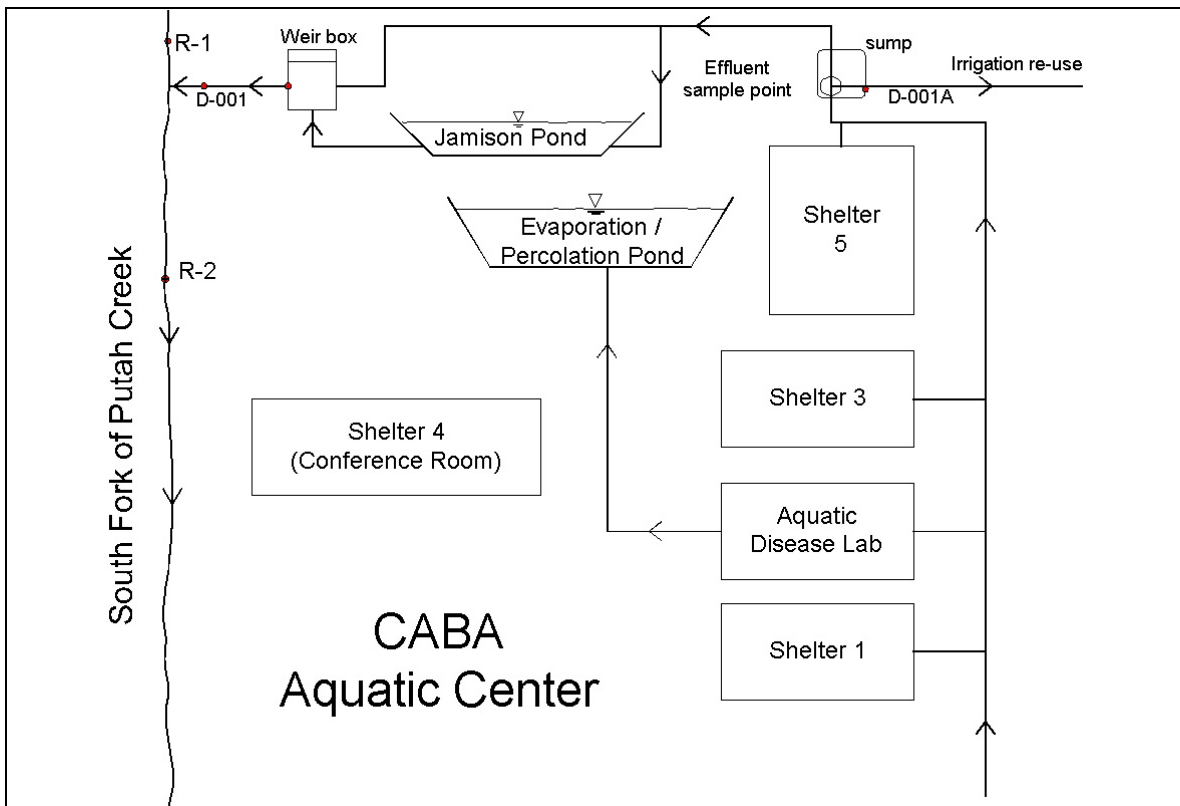 R-1
Weir box
sump
Effluent
sample point
Irrigation re-use
D-001
D-001A
Jamison Pond
Evaporation /
Percolation Pond
Shelter
5
R-2
South Fork of Putah Creek
Shelter 3
Shelter 4
(Conference Room)
Aquatic
Disease Lab
CABA
Aquatic Center
Shelter 1